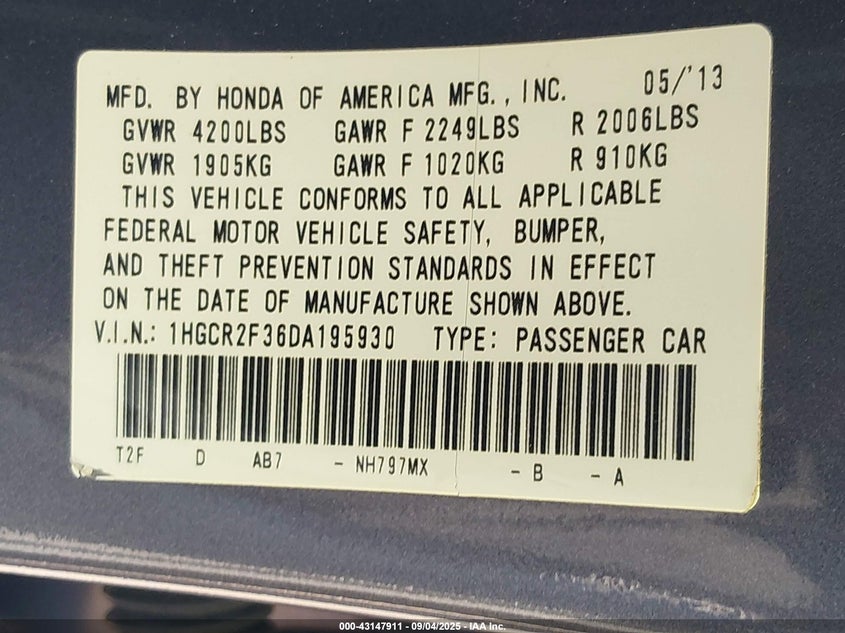 MFD. BY HONDA OF AMERICA MFG., INC. 05/'13
GVWR 4200LBS GAWR F 2249LBS R 2006LBS
GVWR 1905KG GAWR F 1020KG R 910KG
THIS VEHICLE CONFORMS TO ALL APPLICABLE
FEDERAL MOTOR VEHICLE SAFETY, BUMPER,
AND THEFT PREVENTION STANDARDS IN EFFECT
ON THE DATE OF MANUFACTURE SHOWN ABOVE.
V.I.N.: 1HGCR2F36DA195930 TYPE: PASSENGER CAR
T2F D AB7 - NH797MX - B - A
000-43147911 - 09/04/2025 - IAA Inc.